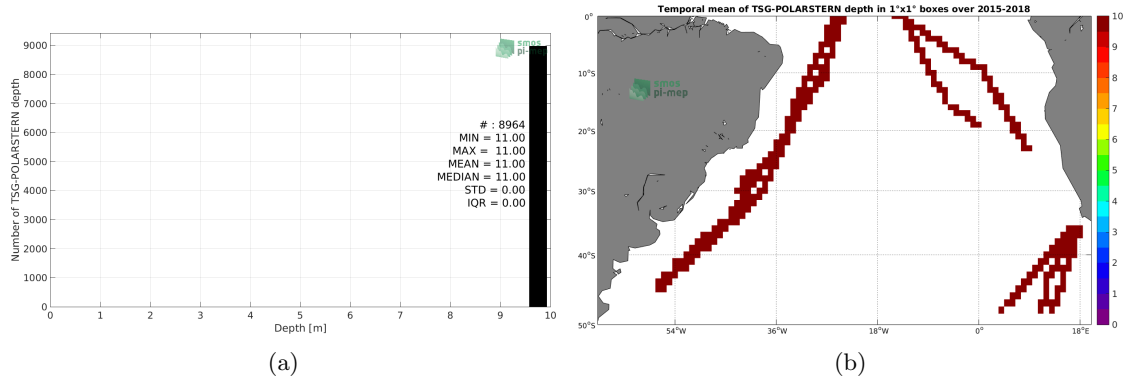 Temporal mean of TSG-POLARSTERN depth in 1°x1° boxes over 2015-2018
smos
pi-mep
Number of TSG-POLARSTERN depth
9000
8000
7000
6000
5000
4000
3000
2000
1000
0
# : 8964
MIN = 11.00
MAX = 11.00
MEAN = 11.00
MEDIAN = 11.00
STD = 0.00
IQR = 0.00
0 1 2 3 4 5 6 7 8 9 10
Depth [m]
(a)
smos
pi-mep
0°
10°S
20°S
30°S
40°S
50°S
54°W 36°W 18°W 0° 18°E
10
9
8
7
6
5
4
3
2
1
0
(b)